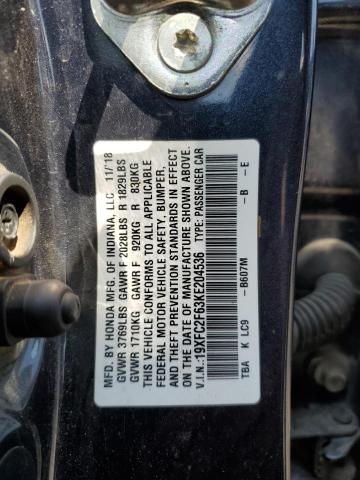 MFD. BY HONDA MFG. OF INDIANA, LLC 11/'18
GVWR 3769LBS GAWR F 2028LBS R 1829LBS
GVWR 1710KG GAWR F 920KG R 830KG
THIS VEHICLE CONFORMS TO ALL APPLICABLE
FEDERAL MOTOR VEHICLE SAFETY, BUMPER,
AND THEFT PREVENTION STANDARDS IN EFFECT
ON THE DATE OF MANUFACTURE SHOWN ABOVE.
V.I.N.:19XFC2F63KE204536 TYPE: PASSENGER CAR
TBA K LC9 -B607M -B -E